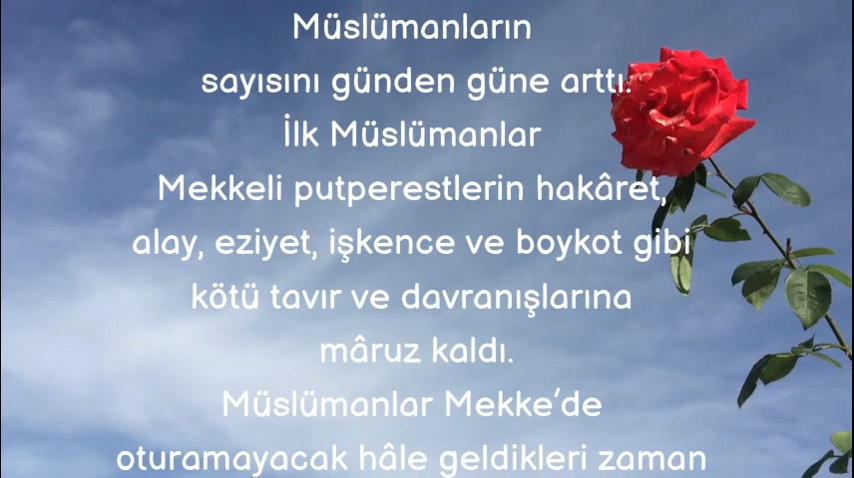 Müslümanların
sayısını günden güne arttı.
İlk Müslümanlar
Mekkeli putperestlerin hakâret,
alay, eziyet, işkence ve boykot gibi
kötü tavır ve davranışlarına
mâruz kaldı.
Müslümanlar Mekke'de
oturamayacak hâle geldikleri zaman